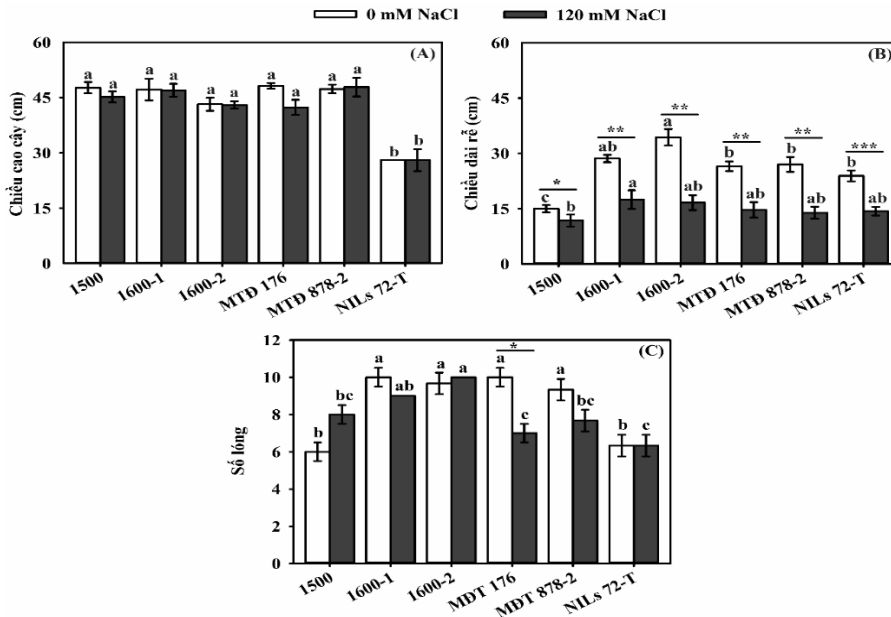 0 mM NaCl 120 mM NaCl
(A)
Chiều cao cây (cm)
60
45
30
15
0
a a a a a a a a a a b b
1500 1600-1 1600-2 MTĐ 176 MTĐ 878-2 NILs 72-T
(B)
Chiều dài rễ (cm)
60
45
30
15
0
* ** ** ** ** ***
c b ab a a ab b ab b ab b ab
1500 1600-1 1600-2 MTĐ 176 MTĐ 878-2 NILs 72-T
(C)
Số lóng
12
10
8
6
4
2
0
*
b bc a ab a a a c a bc b c
1500 1600-1 1600-2 MĐT 176 MĐT 878-2 NILs 72-T